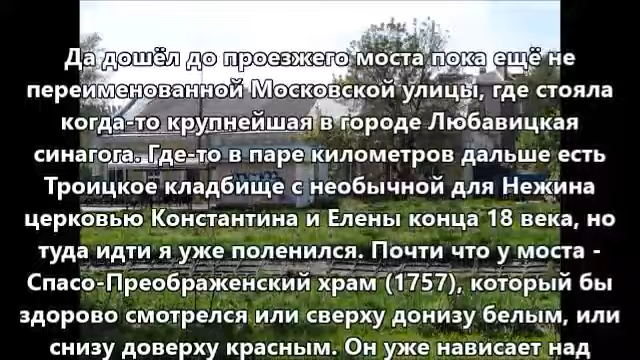 Да дошёл до проезжего моста пока ещё не
переименованной Московской улицы, где стояла
когда-то крупнейшая в городе Любавицкая
синагога. Где-то в паре километров дальше есть
Троицкое кладбище с необычной для Нежина
церковью Константина и Елены конца 18 века, но
туда идти я уже поленился. Почти что у моста -
Спасо-Преображенский храм (1757), который бы
здорово смотрелся или сверху донизу белым, или
снизу доверху красным. Он уже нависает над